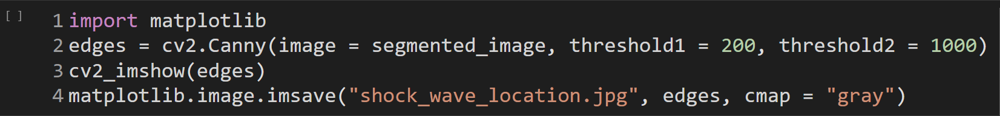 [ ]
1 import matplotlib
2 edges = cv2.Canny(image = segmented_image, threshold1 = 200, threshold2 = 1000)
3 cv2_imshow(edges)
4 matplotlib.image.imsave("shock_wave_location.jpg", edges, cmap = "gray")